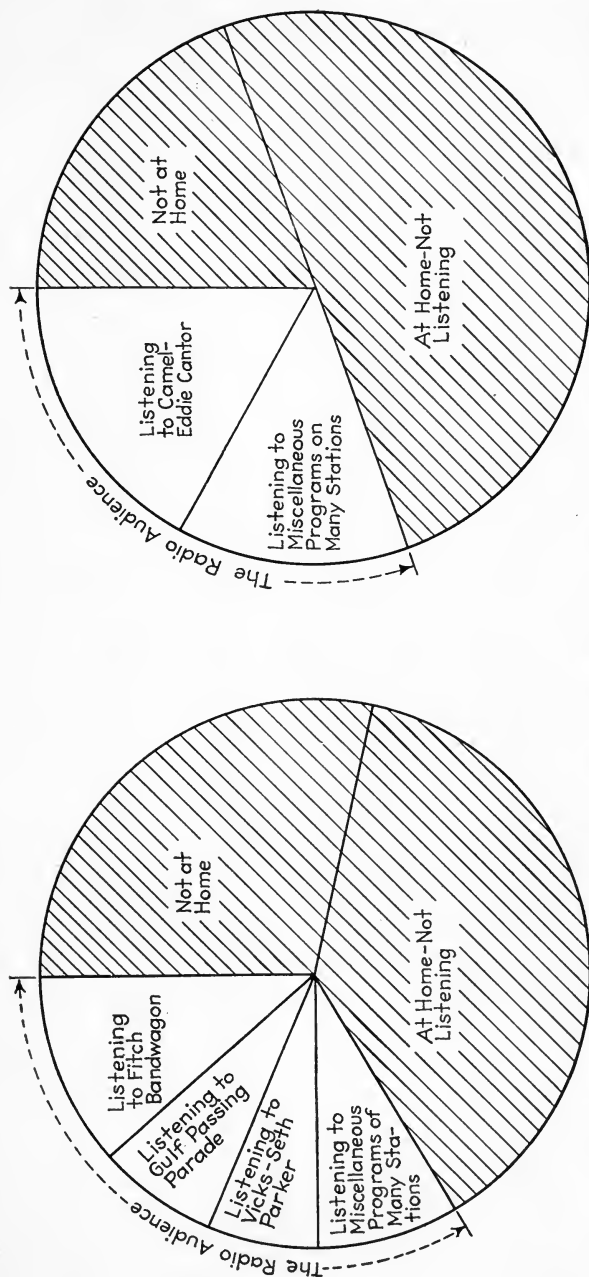 The Radio Audience
Listening
to Fitch
Bandwagon
Listening to
Gulf Passing
Parade
Listening to
Vicks-Seth
Parker
Listening to
Miscellaneous
Programs of
Many Sta-
tions
Not at
Home
At Home-Not
Listening
The Radio Audience
Listening
to Camel-
Eddie Cantor
Listening to
Miscellaneous
Programs on
Many Stations
Not at
Home
At Home-Not
Listening